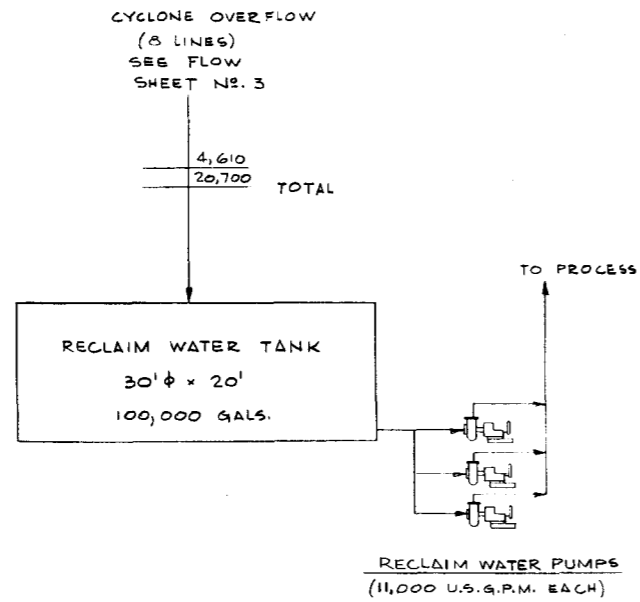 CYCLONE OVERFLOW
(8 LINES)
SEE FLOW
SHEET Nº. 3
4,610
20,700
TOTAL
TO PROCESS
RECLAIM WATER TANK
30'ϕ × 20'
100,000 GALS.
RECLAIM WATER PUMPS
(11,000 U.S.G.P.M. EACH)